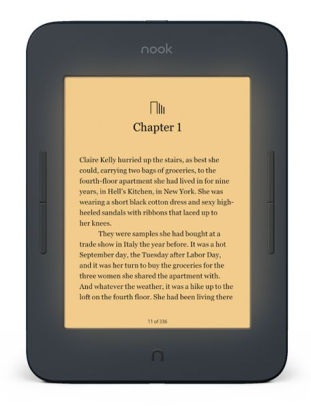 nook
Chapter 1
Claire Kelly hurried up the stairs, as best she
could, carrying two bags of groceries, to the
fourth-floor apartment she had lived in for nine
years, in Hell's Kitchen, in New York. She was
wearing a short black cotton dress and sexy high-
heeled sandals with ribbons that laced up to
her knees.
They were samples she had bought at a
trade show in Italy the year before. It was a hot
September day, the Tuesday after Labor Day,
and it was her turn to buy the groceries for the
three women she shared the apartment with.
And whatever the weather, it was a hike up to the
loft on the fourth floor. She had been living there
11 of 336